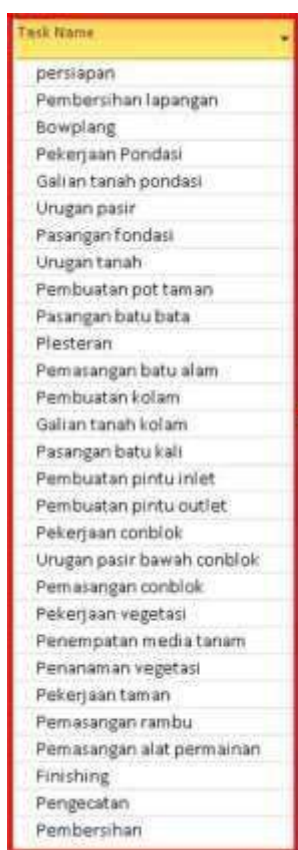 Task Name
persiapan
Pembersihan lapangan
Bowplang
Pekerjaan Pondasi
Galian tanah pondasi
Urugan pasir
Pasangan fondasi
Urugan tanah
Pembuatan pot taman
Pasangan batu bata
Plesteran
Pemasangan batu alam
Pembuatan kolam
Galian tanah kolam
Pasangan batu kali
Pembuatan pintu inlet
Pembuatan pintu outlet
Pekerjaan conblok
Urugan pasir bawah conblok
Pemasangan conblok
Pekerjaan vegetasi
Penempatan media tanam
Penanaman vegetasi
Pekerjaan taman
Pemasangan rambu
Pemasangan alat permainan
Finishing
Pengecatan
Pembersihan